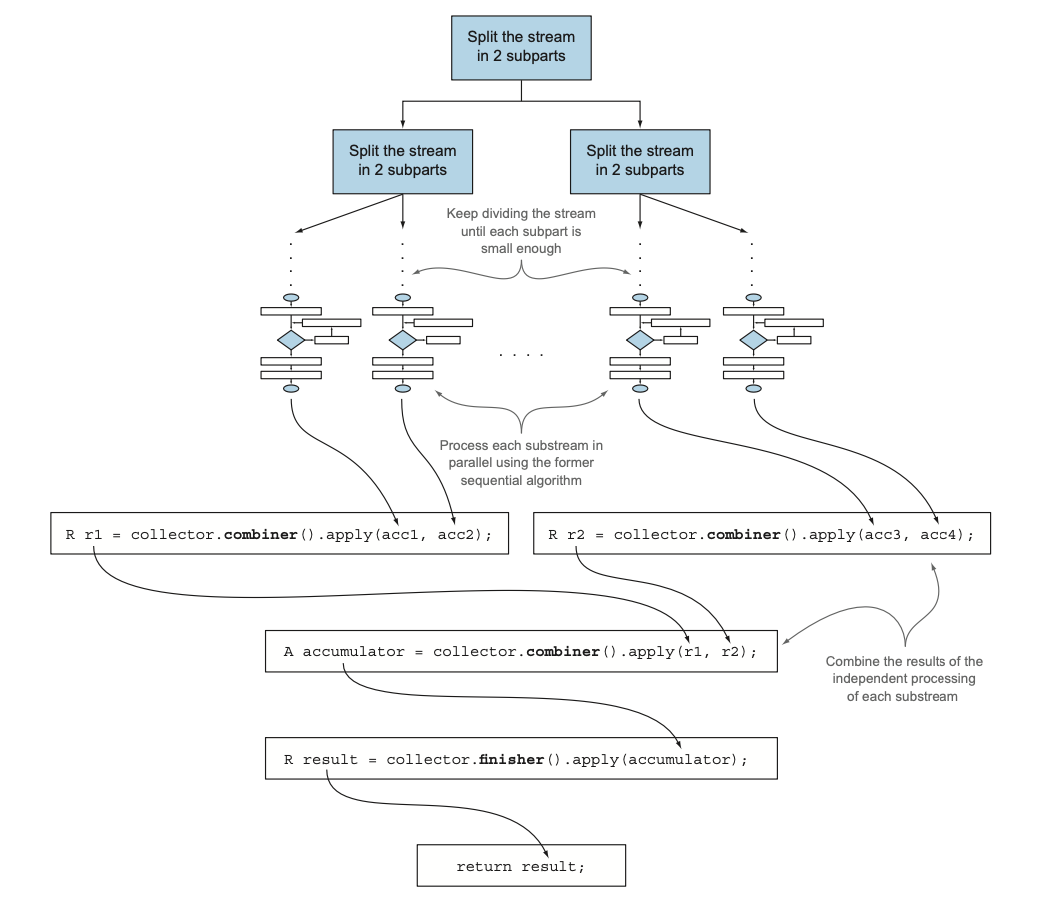 Split the stream
in 2 subparts
Split the stream
in 2 subparts
Split the stream
in 2 subparts
Keep dividing the stream
until each subpart is
small enough
. . . .
Process each substream in
parallel using the former
sequential algorithm
R r1 = collector.combiner().apply(acc1, acc2);
R r2 = collector.combiner().apply(acc3, acc4);
A accumulator = collector.combiner().apply(r1, r2);
Combine the results of the
independent processing
of each substream
R result = collector.finisher().apply(accumulator);
return result;